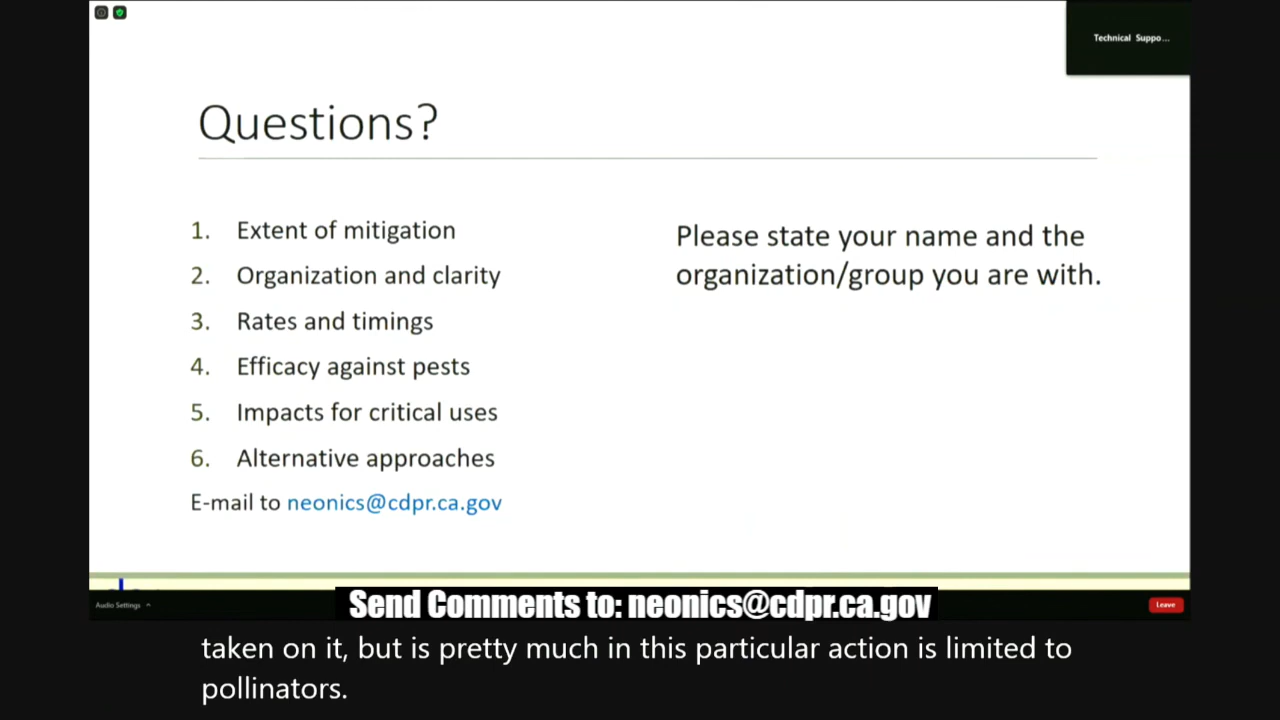 Technical Suppo...
Questions?
1. Extent of mitigation
2. Organization and clarity
3. Rates and timings
4. Efficacy against pests
5. Impacts for critical uses
6. Alternative approaches
E-mail to neonics@cdpr.ca.gov
Please state your name and the
organization/group you are with.
Audio Settings
Send Comments to: neonics@cdpr.ca.gov
Leave
taken on it, but is pretty much in this particular action is limited to
pollinators.